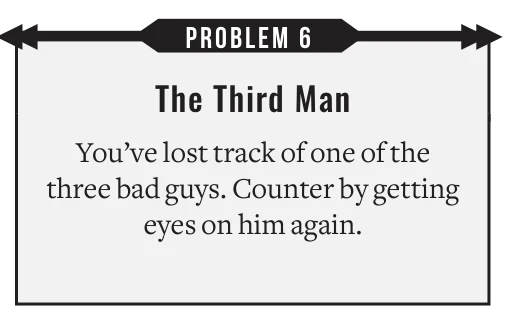 PROBLEM 6
The Third Man
You’ve lost track of one of the
three bad guys. Counter by getting
eyes on him again.